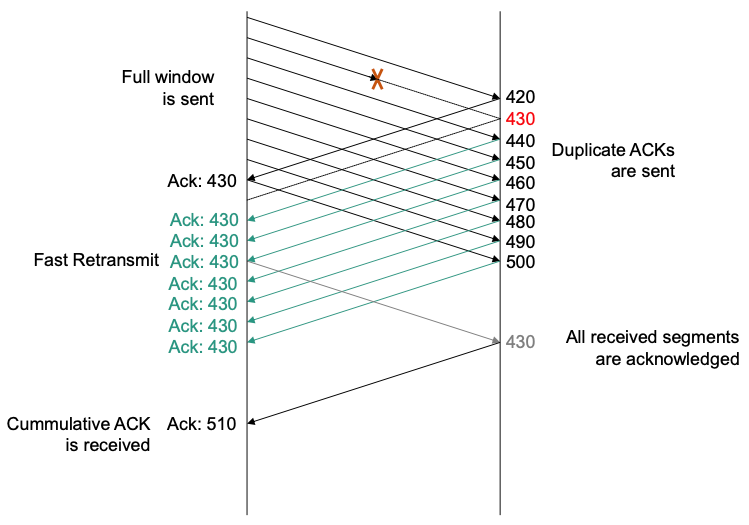 Full window
is sent
420
430
440
450
460
470
480
490
500
Duplicate ACKs
are sent
Ack: 430
Ack: 430
Ack: 430
Fast Retransmit
Ack: 430
Ack: 430
Ack: 430
Ack: 430
Ack: 430
430
All received segments
are acknowledged
Cummulative ACK
is received
Ack: 510